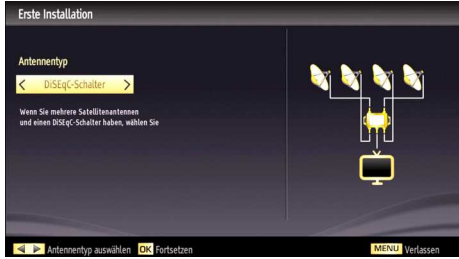 Erste Installation
Antennentyp
DiSEqC-Schalter
Wenn Sie mehrere Satellitenantennen
und einen DiSEqC-Schalter haben, wählen Sie
Antennentyp auswählen OK Fortsetzen MENU Verlassen